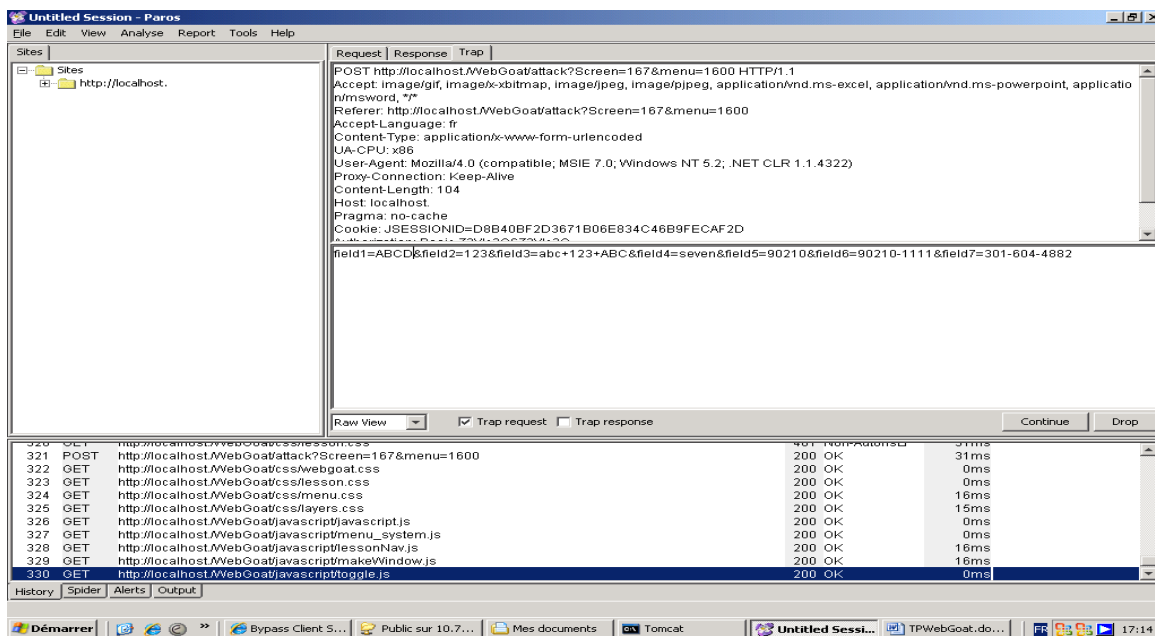 Untitled Session - Paros
File Edit View Analyse Report Tools Help
Sites
Sites
http://localhost.
Request Response Trap
POST http://localhost./WebGoat/attack?Screen=167&menu=1600 HTTP/1.1
Accept: image/gif, image/x-xbitmap, image/jpeg, image/pjpeg, application/vnd.ms-excel, application/vnd.ms-powerpoint, applicatio
n/msword, */*
Referer: http://localhost./WebGoat/attack?Screen=167&menu=1600
Accept-Language: fr
Content-Type: application/x-www-form-urlencoded
UA-CPU: x86
User-Agent: Mozilla/4.0 (compatible; MSIE 7.0; Windows NT 5.2; .NET CLR 1.1.4322)
Proxy-Connection: Keep-Alive
Content-Length: 104
Host: localhost.
Pragma: no-cache
Cookie: JSESSIONID=D8B40BF2D3671B06E834C46B9FECAF2D
field1=ABCD&field2=123&field3=abc+123+ABC&field4=seven&field5=90210&field6=90210-1111&field7=301-604-4882
Raw View Trap request Trap response Continue Drop
321 POST http://localhost./WebGoat/attack?Screen=167&menu=1600 200 OK 31ms
322 GET http://localhost./WebGoat/css/webgoat.css 200 OK 0ms
323 GET http://localhost./WebGoat/css/lesson.css 200 OK 0ms
324 GET http://localhost./WebGoat/css/menu.css 200 OK 16ms
325 GET http://localhost./WebGoat/css/layers.css 200 OK 15ms
326 GET http://localhost./WebGoat/javascript/javascript.js 200 OK 0ms
327 GET http://localhost./WebGoat/javascript/menu_system.js 200 OK 0ms
328 GET http://localhost./WebGoat/javascript/lessonNav.js 200 OK 16ms
329 GET http://localhost./WebGoat/javascript/makeWindow.js 200 OK 16ms
330 GET http://localhost./WebGoat/javascript/toggle.js 200 OK 0ms
History Spider Alerts Output
Démarrer » Bypass Client S... Public sur 10.7... Mes documents Tomcat Untitled Sessi... TPWebGoat.do... FR 17:14